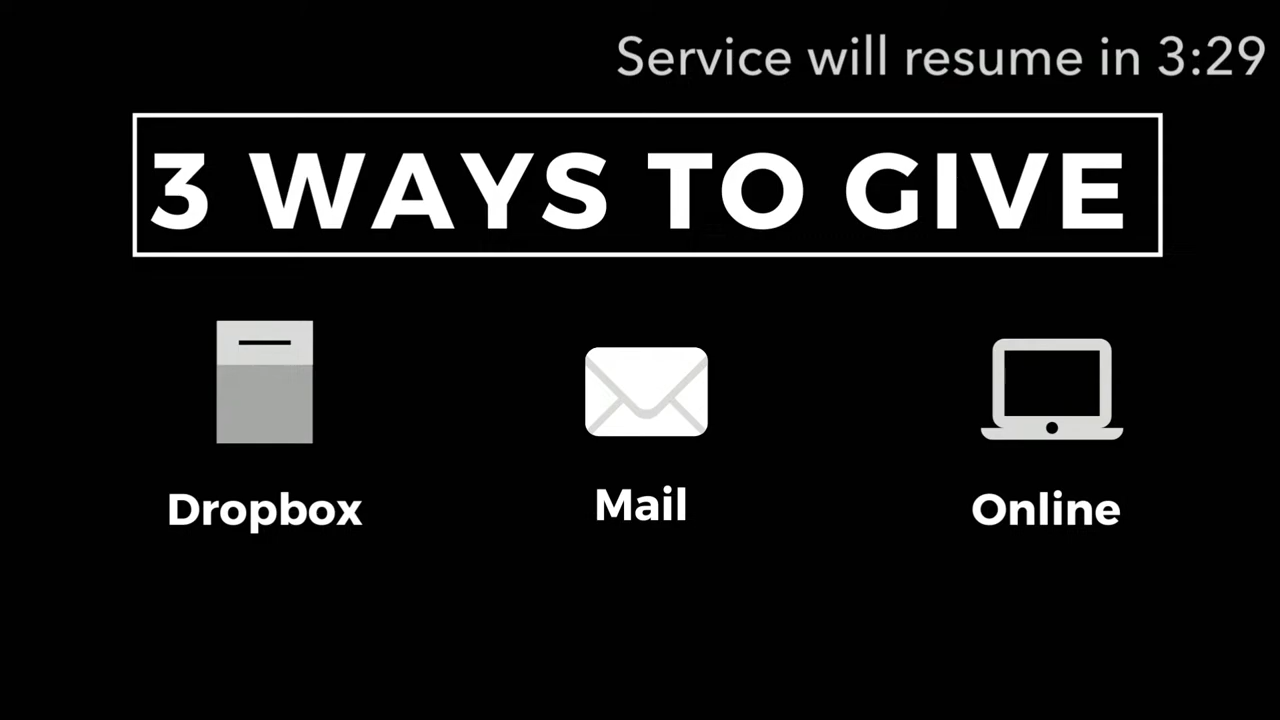 Service will resume in 3:29
3 WAYS TO GIVE
Dropbox
Mail
Online